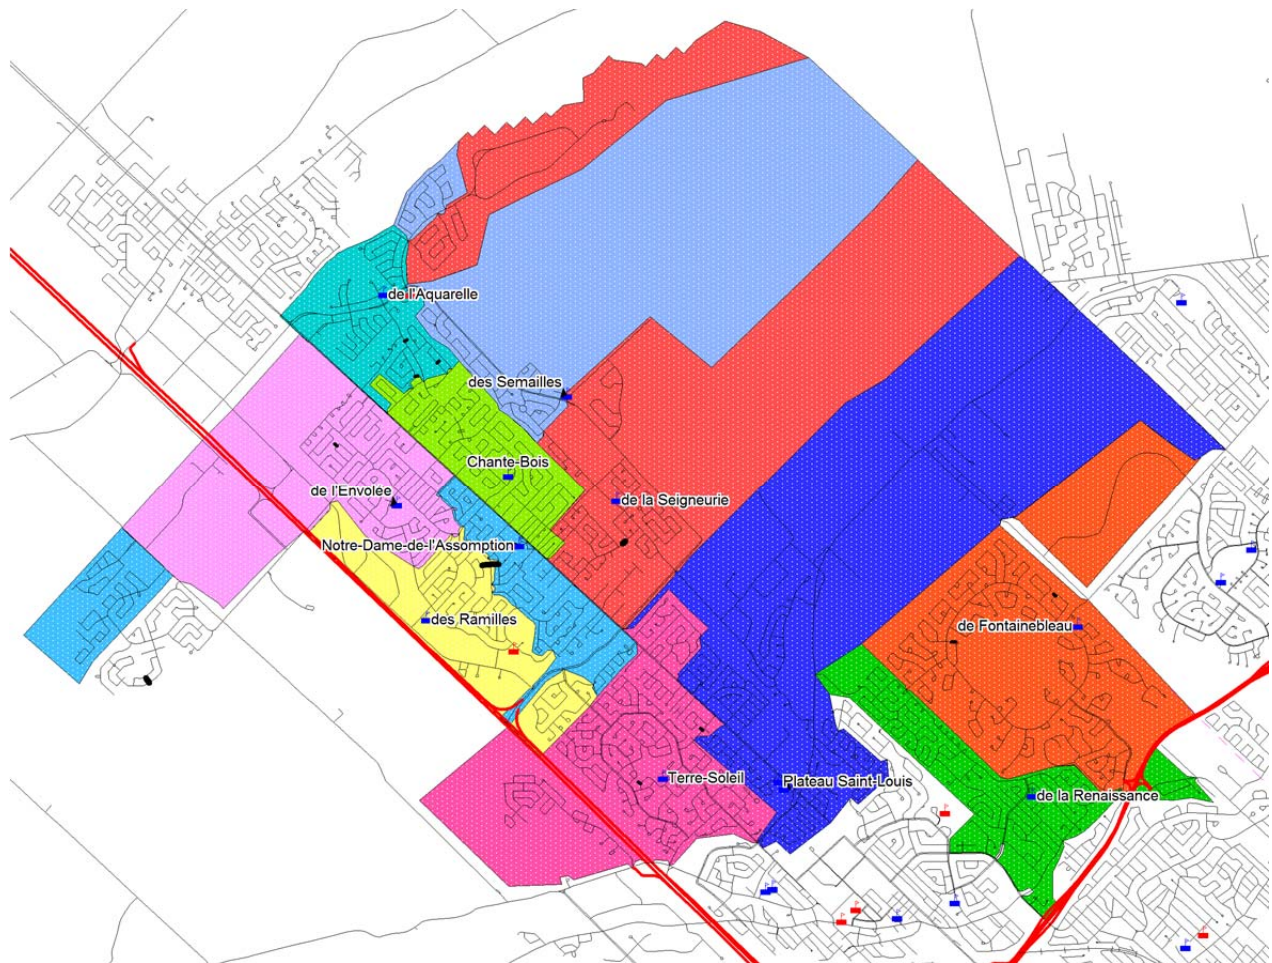 de l'Aquarelle
des Semailles
Chante-Bois
de l'Envolée
de la Seigneurie
Notre-Dame-de-l'Assomption
des Ramilles
de Fontainebleau
Terre-Soleil
Plateau Saint-Louis
de la Renaissance